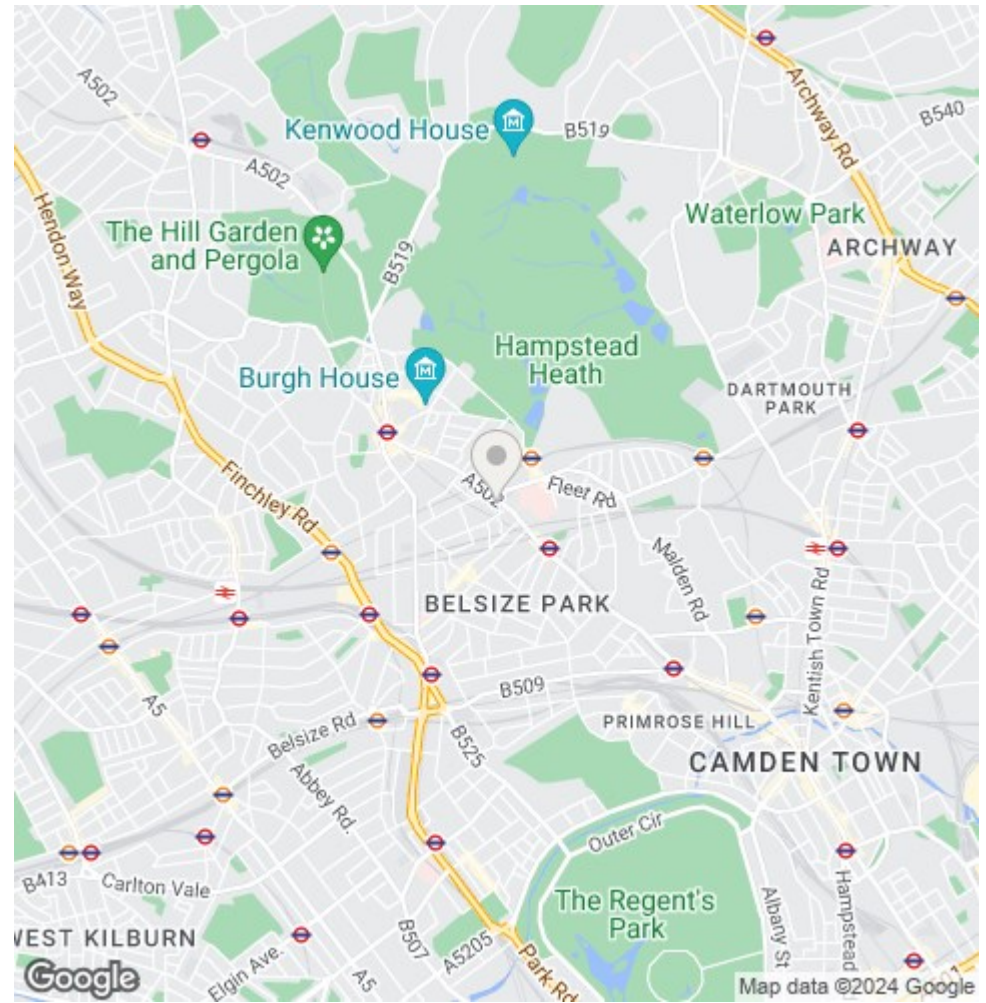 A502
Kenwood House
B519
Archway Rd
B540
A502
Hendon Way
The Hill Garden
and Pergola
B519
Waterlow Park
ARCHWAY
Burgh House
Hampstead
Heath
DARTMOUTH
PARK
Finchley Rd
A502
Fleet Rd
Malden Rd
BELSIZE PARK
Kentish Town Rd
A5
B509
PRIMROSE HILL
Belsize Rd
B525
CAMDEN TOWN
Abbey Rd.
Outer Cir
B413
Carlton Vale
The Regent's
Park
Albany St
Hampstead
WEST KILBURN
Elgin Ave.
B507
A5205
Park Rd
A5
Google
Map data ©2024 Google